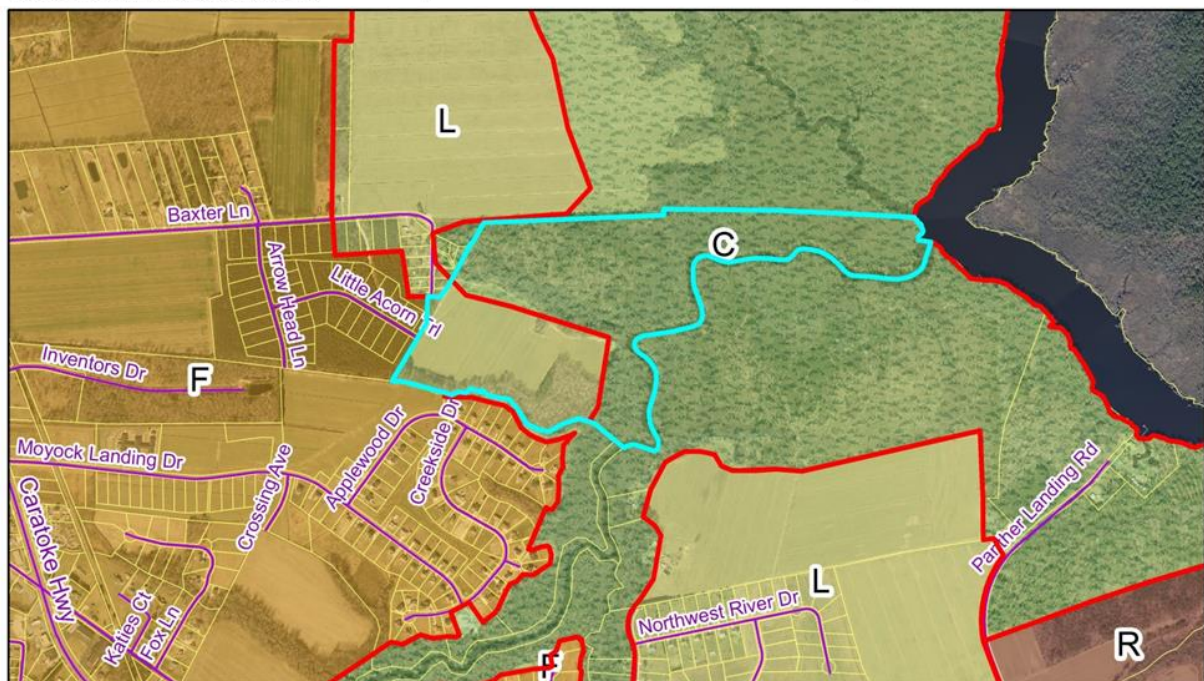 L
Baxter Ln
C
Arrow Head Ln
Little Acorn Trl
Inventors Dr
F
Moyock Landing Dr
Applewood Dr
Creekside Dr
Crossing Ave
Caratoke Hwy
Panther Landing Rd
L
Northwest River Dr
Katies Ct
Fox Ln
F
R